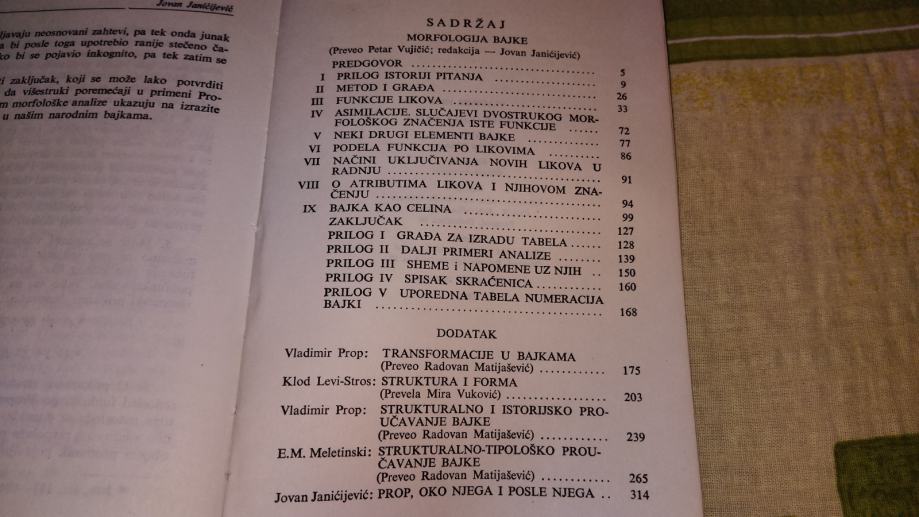 Jovan Janićijević
ljavaju neosnovani zahtevi, pa tek onda junak
a bi posle toga upotrebio ranije stečeno ča-
ko bi se pojavio inkognito, pa tek zatim se
zaključak, koji se može lako potvrditi
da višestruki poremećaji u primeni Pro-
m morfološke analize ukazuju na izrazite
u našim narodnim bajkama.
SADRŽAJ
MORFOLOGIJA BAJKE
(Preveo Petar Vujičić; redakcija — Jovan Janićijević)
PREDGOVOR ........ 5
I PRILOG ISTORIJI PITANJA ........ 9
II METOD I GRAĐA ........ 26
III FUNKCIJE LIKOVA ........ 33
IV ASIMILACIJE. SLUČAJEVI DVOSTRUKOG MOR-
FOLOŠKOG ZNAČENJA ISTE FUNKCIJE ...... 72
V NEKI DRUGI ELEMENTI BAJKE ........ 77
VI PODELA FUNKCIJA PO LIKOVIMA ........ 86
VII NAČINI UKLJUČIVANJA NOVIH LIKOVA U
RADNJU ........ 91
VIII O ATRIBUTIMA LIKOVA I NJIHOVOM ZNA-
ČENJU ........ 94
IX BAJKA KAO CELINA ........ 99
ZAKLJUČAK ........ 127
PRILOG I GRAĐA ZA IZRADU TABELA ....... 128
PRILOG II DALJI PRIMERI ANALIZE ........ 139
PRILOG III SHEME i NAPOMENE UZ NJIH .. 150
PRILOG IV SPISAK SKRAĆENICA ........ 160
PRILOG V UPOREDNA TABELA NUMERACIJA
BAJKI ........ 168
DODATAK
Vladimir Prop: TRANSFORMACIJE U BAJKAMA
(Preveo Radovan Matijašević) ............ 175
Klod Levi-Stros: STRUKTURA I FORMA
(Prevela Mira Vuković) ........ 203
Vladimir Prop: STRUKTURALNO I ISTORIJSKO PRO-
UČAVANJE BAJKE
(Preveo Radovan Matijašević) ............ 239
E.M. Meletinski: STRUKTURALNO-TIPOLOŠKO PROU-
ČAVANJE BAJKE
(Preveo Radovan Matijašević) ............ 265
Jovan Janićijević: PROP, OKO NJEGA I POSLE NJEGA .. 314